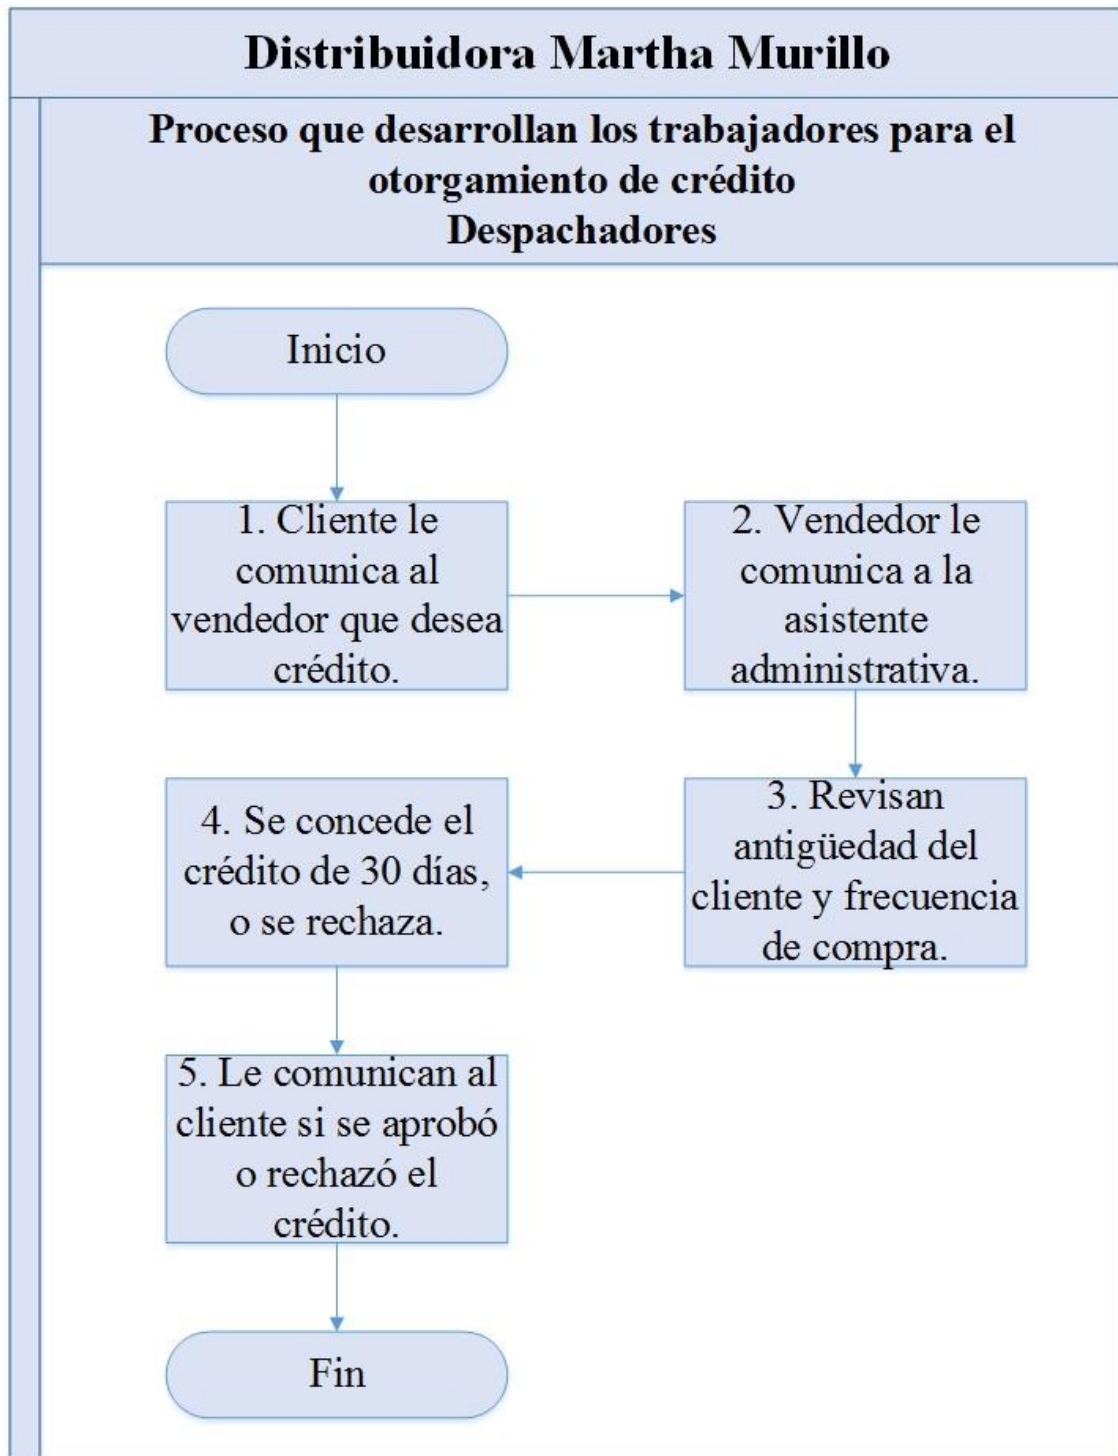 Distribuidora Martha Murillo
Proceso que desarrollan los trabajadores para el
otorgamiento de crédito
Despachadores
Inicio
1. Cliente le
comunica al
vendedor que desea
crédito.
2. Vendedor le
comunica a la
asistente
administrativa.
3. Revisan
antigüedad del
cliente y frecuencia
de compra.
4. Se concede el
crédito de 30 días,
o se rechaza.
5. Le comunican al
cliente si se aprobó
o rechazó el
crédito.
Fin